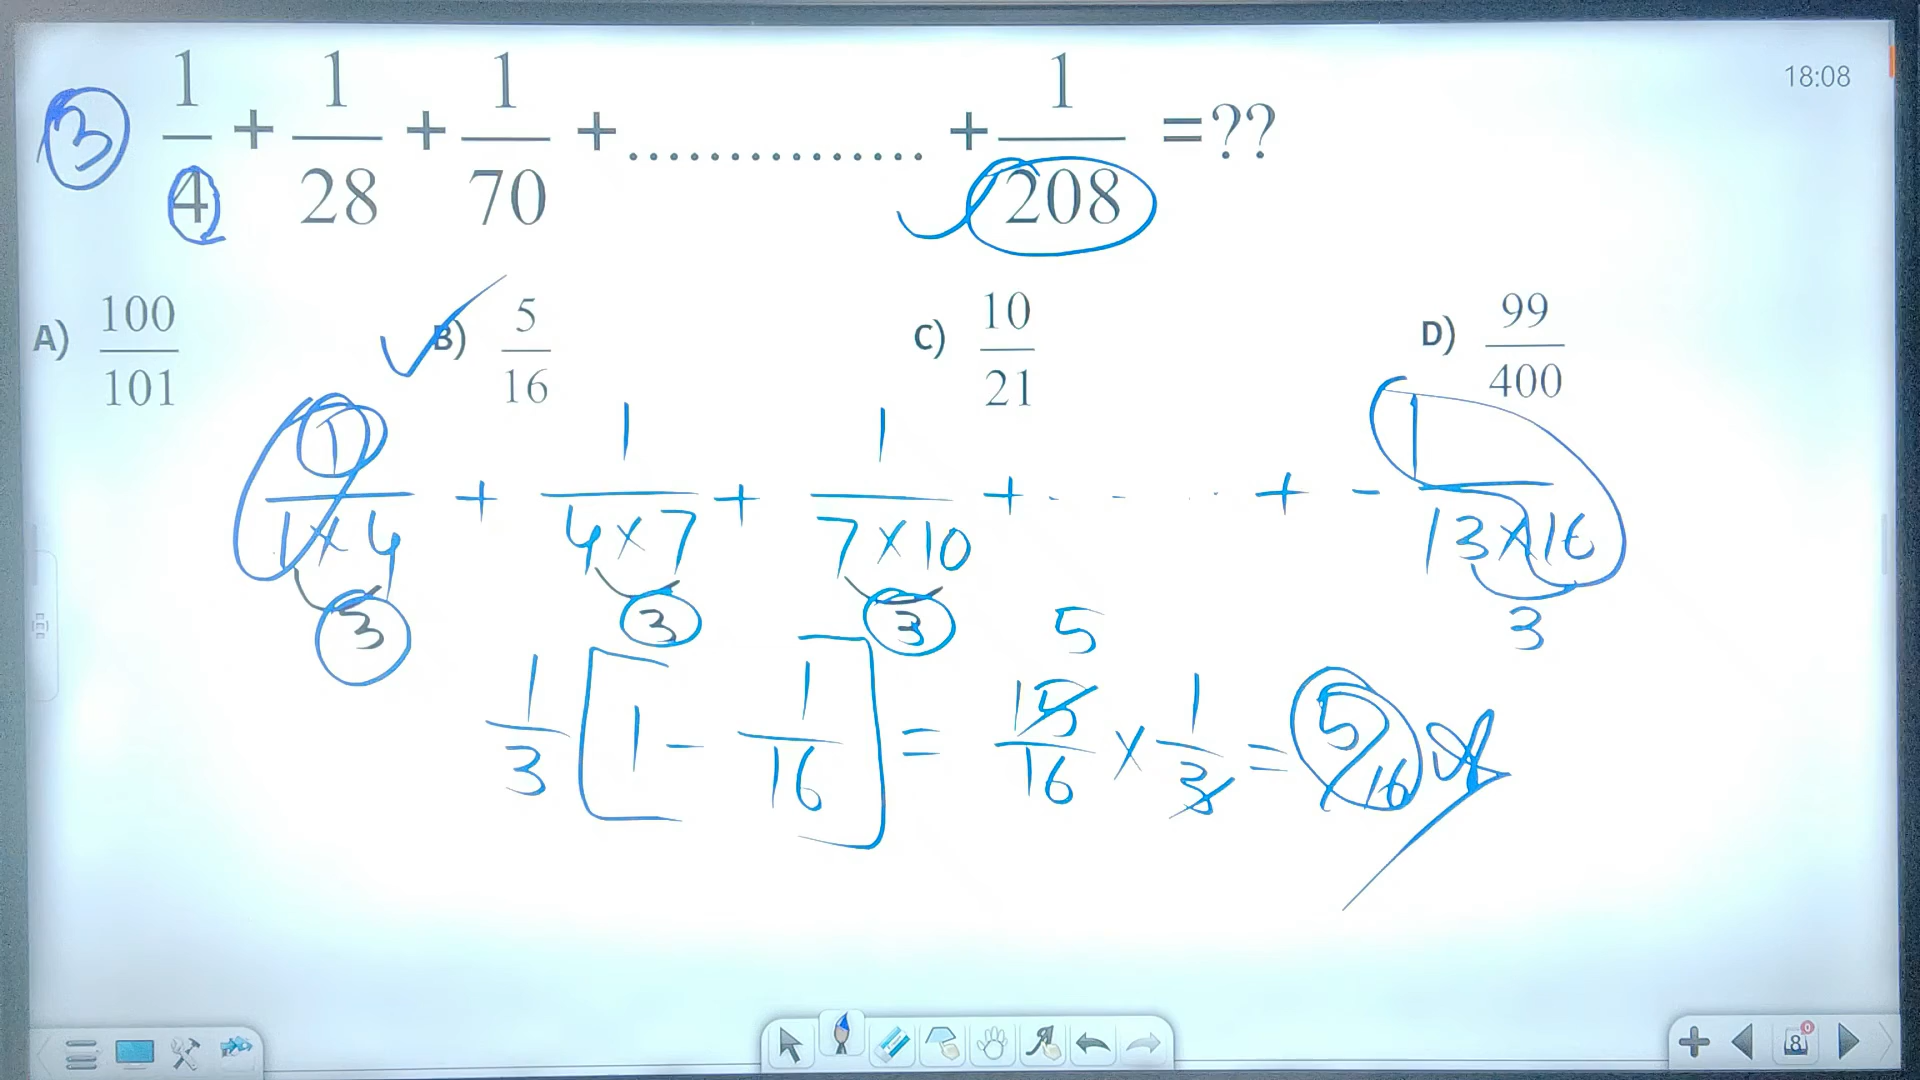 18:08
3 1/4 + 1/28 + 1/70 + ............... + 1/208 =??
A) 100/101 B) 5/16 C) 10/21 D) 99/400
1/1×4 + 1/4×7 + 1/7×10 + - - - - + - 1/13×16
3 3 3 3
1/3 [1 - 1/16] = 15/16 × 1/3 = 5/16
5
8
0